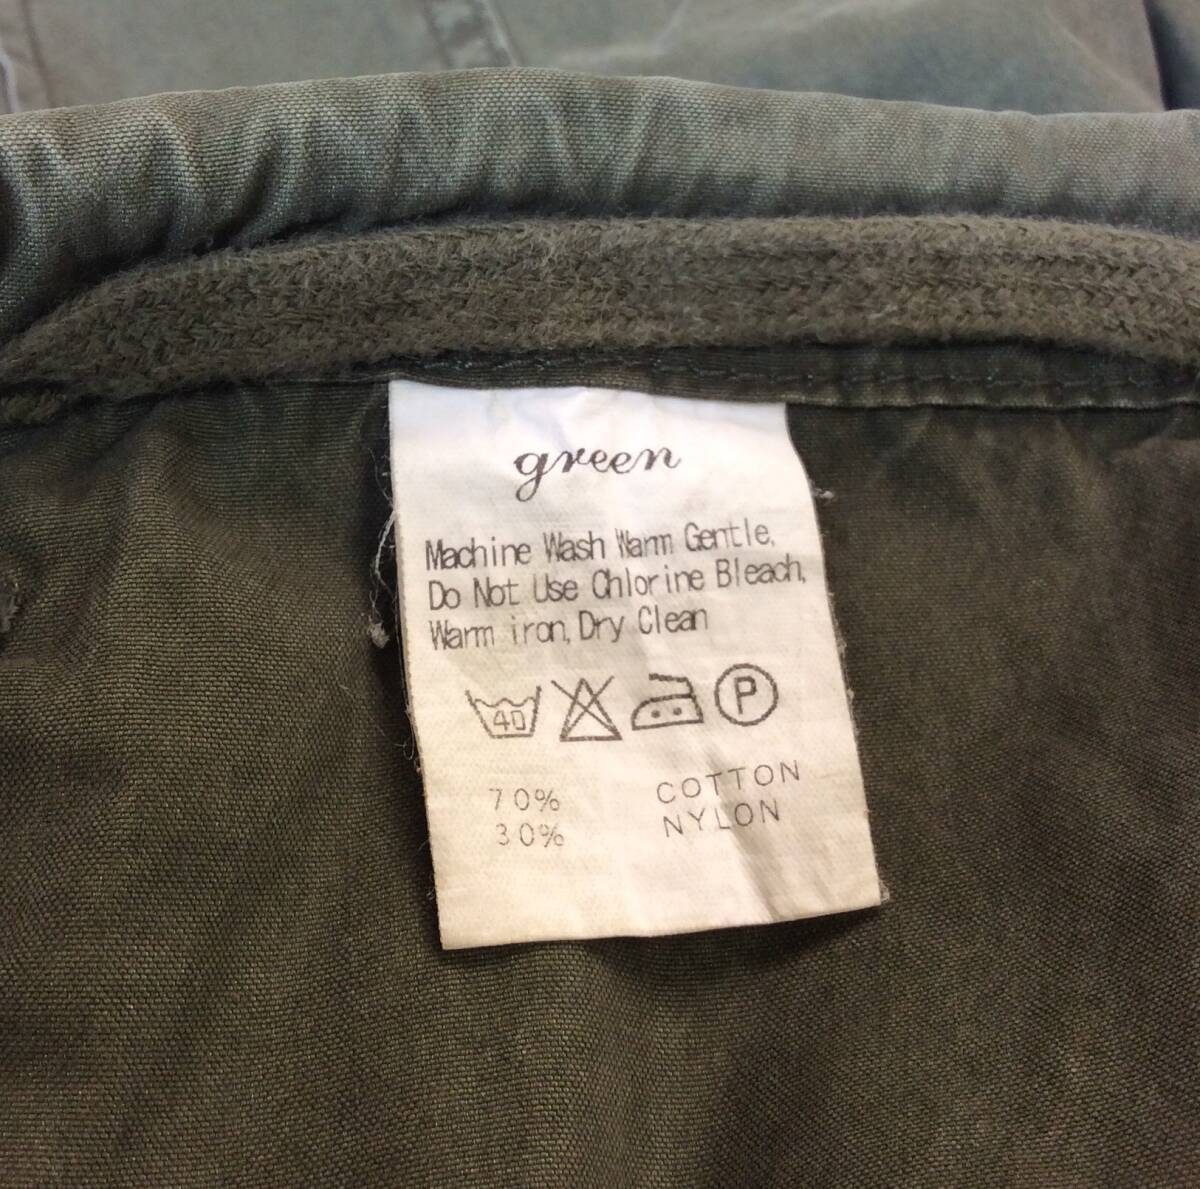 green
Machine Wash Warm Gentle,
Do Not Use Chlorine Bleach,
Warm iron, Dry Clean
40 P
70% COTTON
30% NYLON